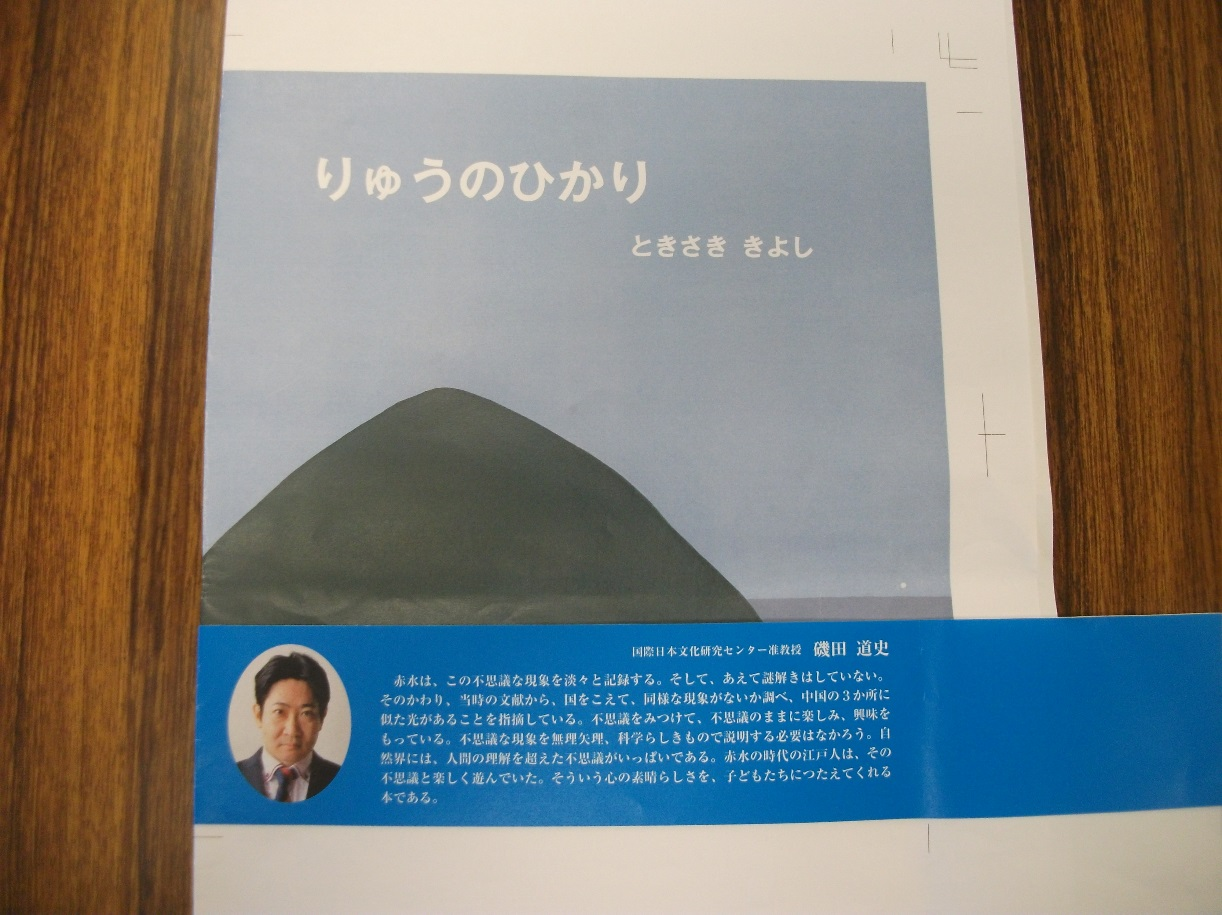 りゅうのひかり
ときさき きよし
国際日本文化研究センター准教授 磯田 道史
赤水は、この不思議な現象を淡々と記録する。そして、あえて謎解きはしていない。
そのかわり、当時の文献から、国をこえて、同様な現象がないか調べ、中国の3か所に
似た光があることを指摘している。不思議をみつけて、不思議のままに楽しみ、興味を
もっている。不思議な現象を無理矢理、科学らしきもので説明する必要はなかろう。自
然界には、人間の理解を超えた不思議がいっぱいである。赤水の時代の江戸人は、その
不思議と楽しく遊んでいた。そういう心の素晴らしさを、子どもたちにつたえてくれる
本である。